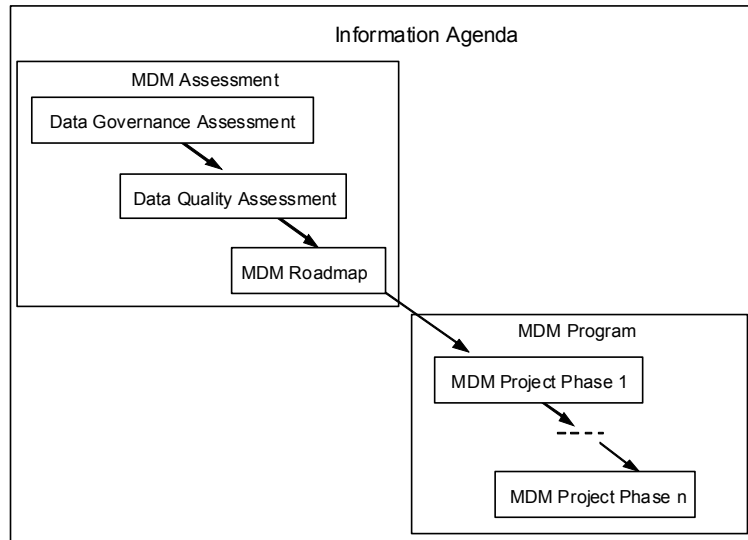 Information Agenda
MDM Assessment
Data Governance Assessment
Data Quality Assessment
MDM Roadmap
MDM Program
MDM Project Phase 1
MDM Project Phase n